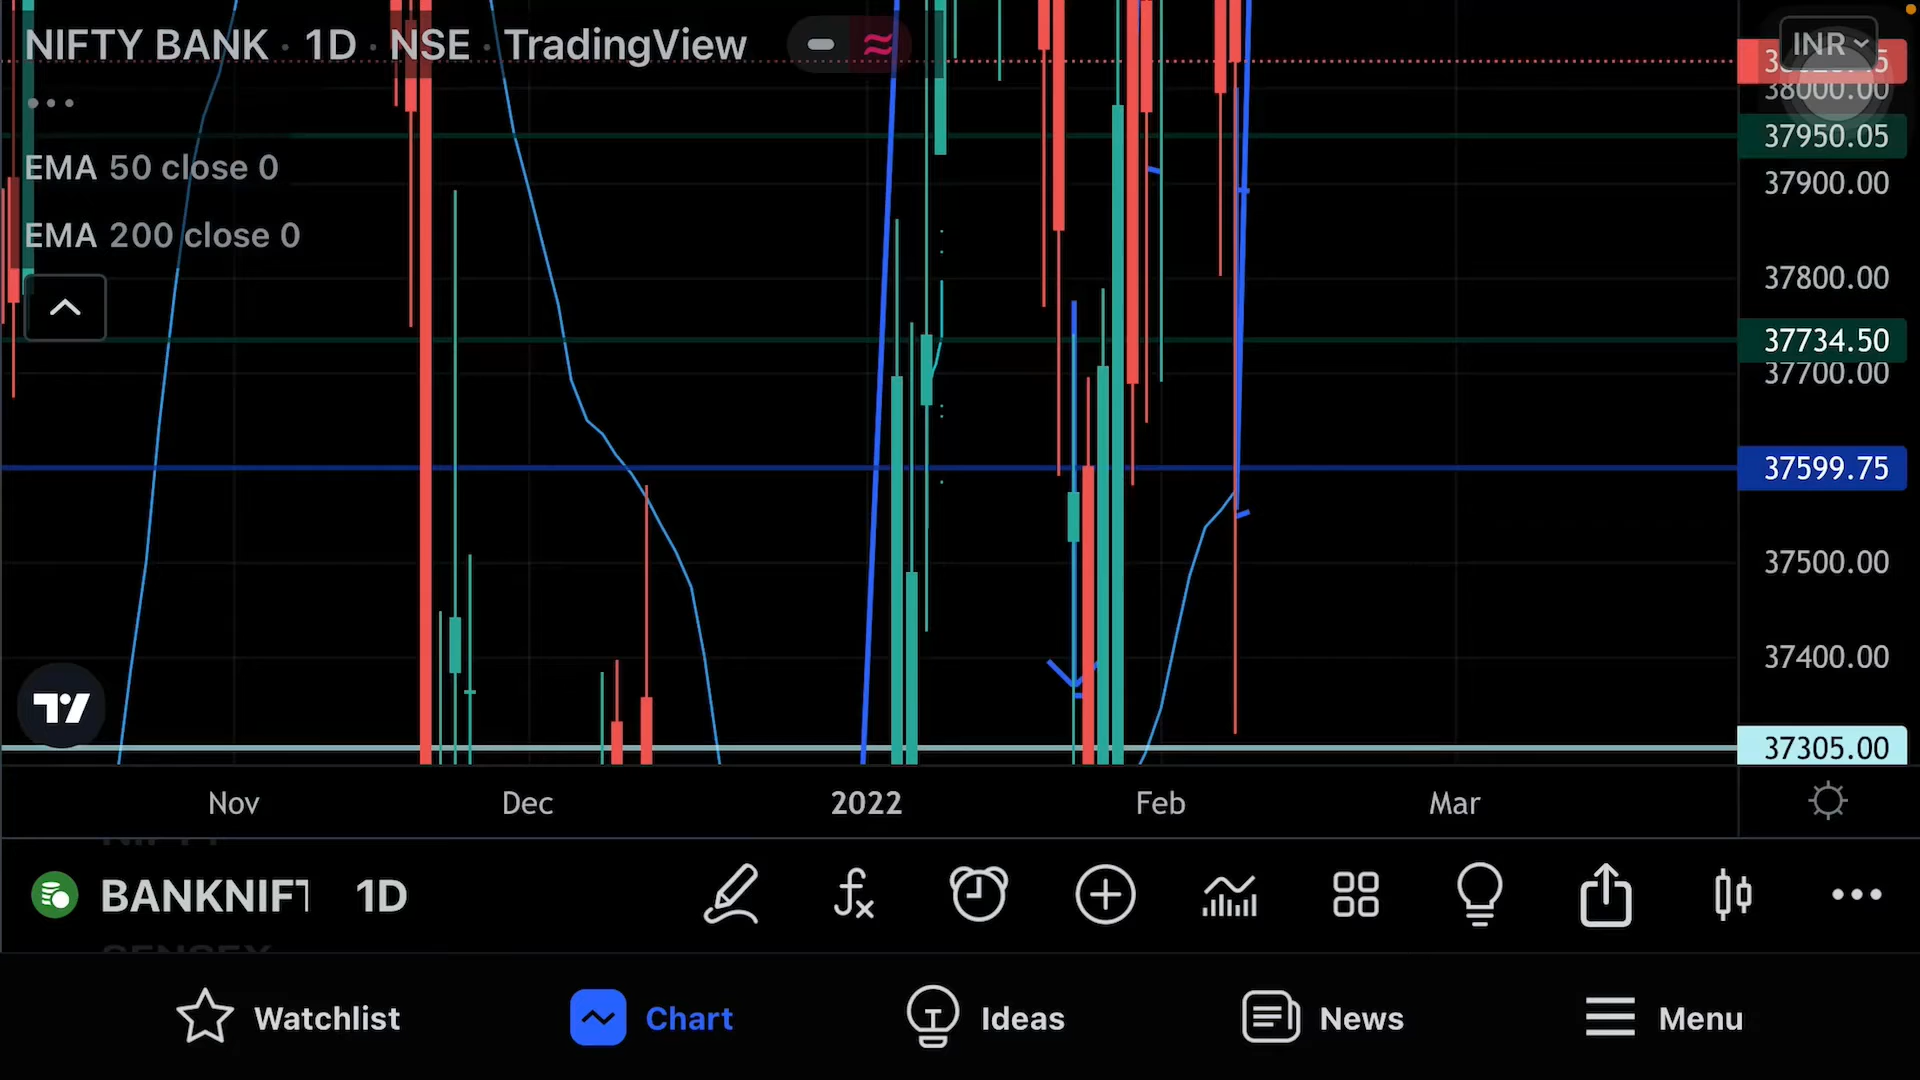 NIFTY BANK · 1D · NSE · TradingView
INR
38000.00
37950.05
EMA 50 close 0
37900.00
EMA 200 close 0
37800.00
37734.50
37700.00
37599.75
37500.00
37400.00
37305.00
Nov Dec 2022 Feb Mar
BANKNIFT 1D
Watchlist Chart Ideas News Menu